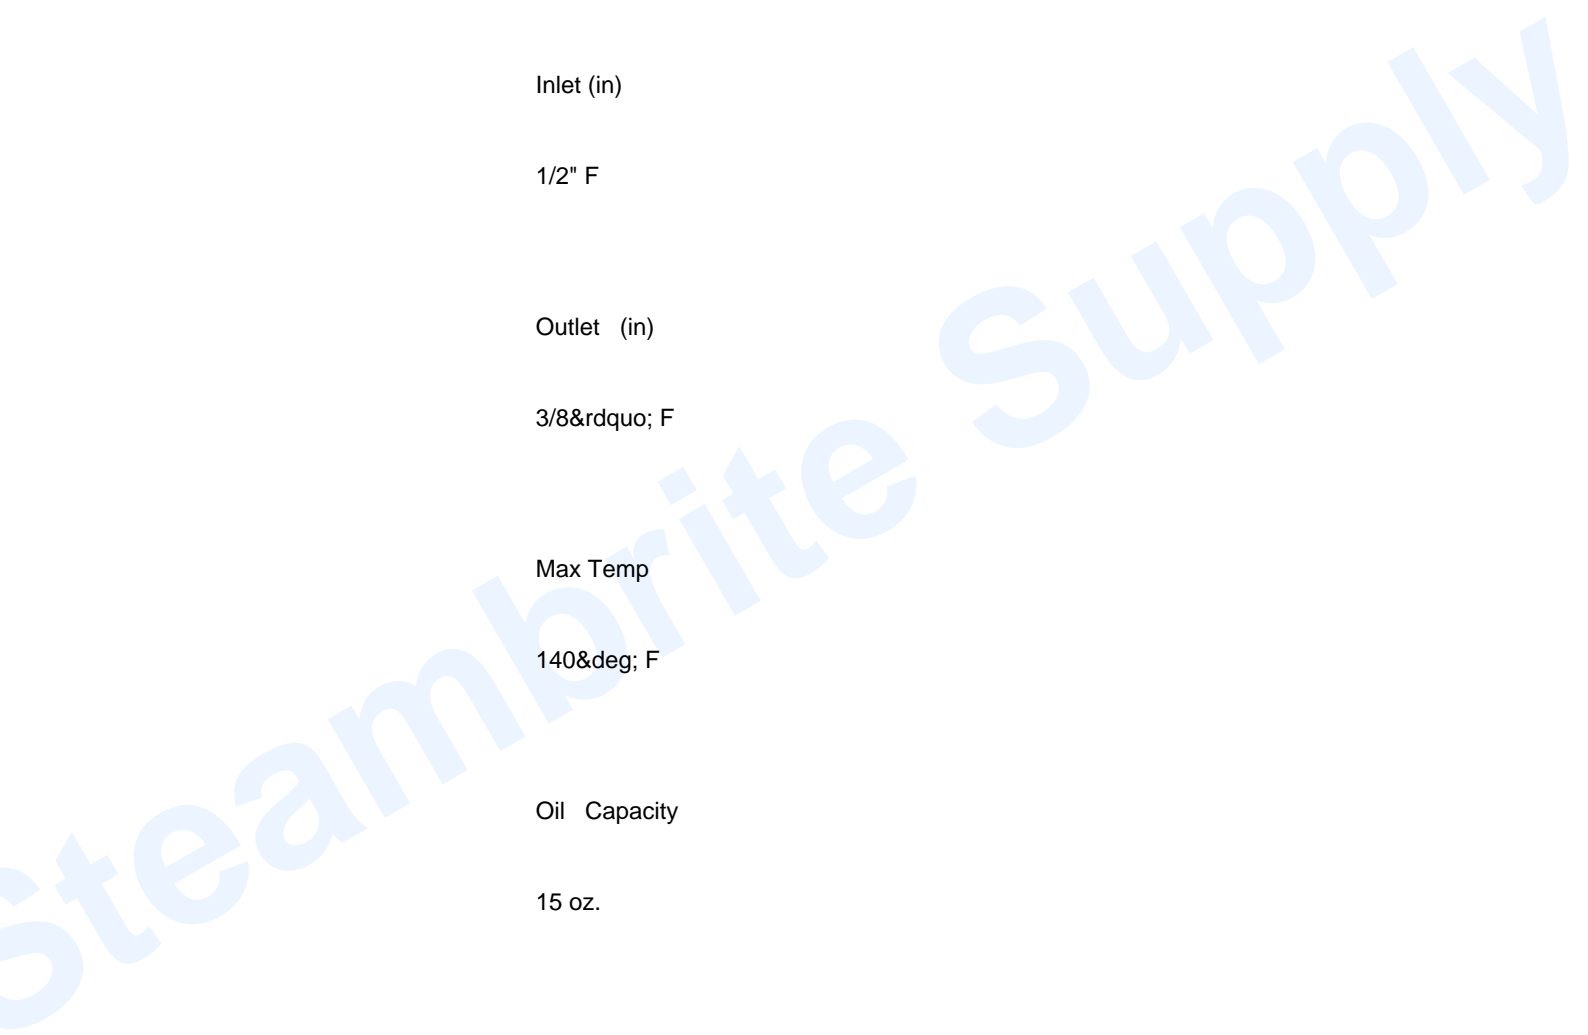 Inlet (in)
1/2" F
Outlet (in)
3/8&rdquo; F
Max Temp
140&deg; F
Oil Capacity
15 oz.
Steambrite Supply